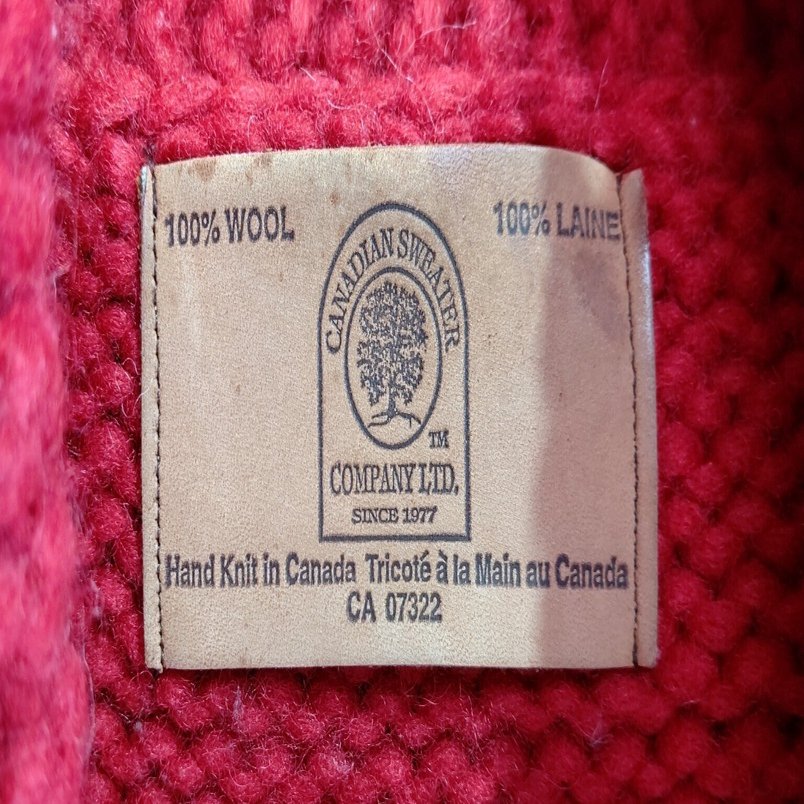 100% WOOL
100% LAINE
CANADIAN SWEATER
TM
COMPANY LTD.
SINCE 1977
Hand Knit in Canada Tricoté à la Main au Canada
CA 07322